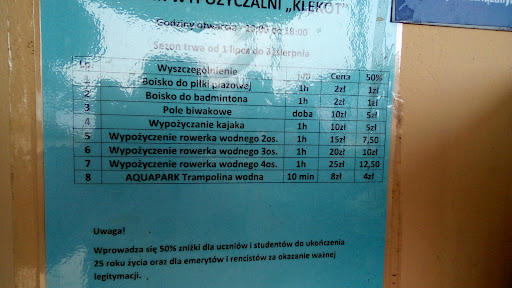 WYPOŻYCZALNI „KLEKOT"
Godziny otwarcia 18:00
Sezon trwa od 1 lipca do 31 sierpnia
Wyszczególnienie Cena 50%
1 Boisko do piłki plażowej 1h 2zł 1zł
2 Boisko do badmintona 1h 2zł 1zł
3 Pole biwakowe doba 10zł 5zł
4 Wypożyczanie kajaka 1h 10zł 5zł
5 Wypożyczenie rowerka wodnego 2os. 1h 15zł 7,50
6 Wypożyczenie rowerka wodnego 3os. 1h 20zł 10zł
7 Wypożyczenie rowerka wodnego 4os. 1h 25zł 12,50
8 AQUAPARK Trampolina wodna 10 min 8zł 4zł
Uwaga!
Wprowadza się 50% zniżki dla uczniów i studentów do ukończenia
25 roku życia oraz dla emerytów i rencistów za okazanie ważnej
legitymacji.